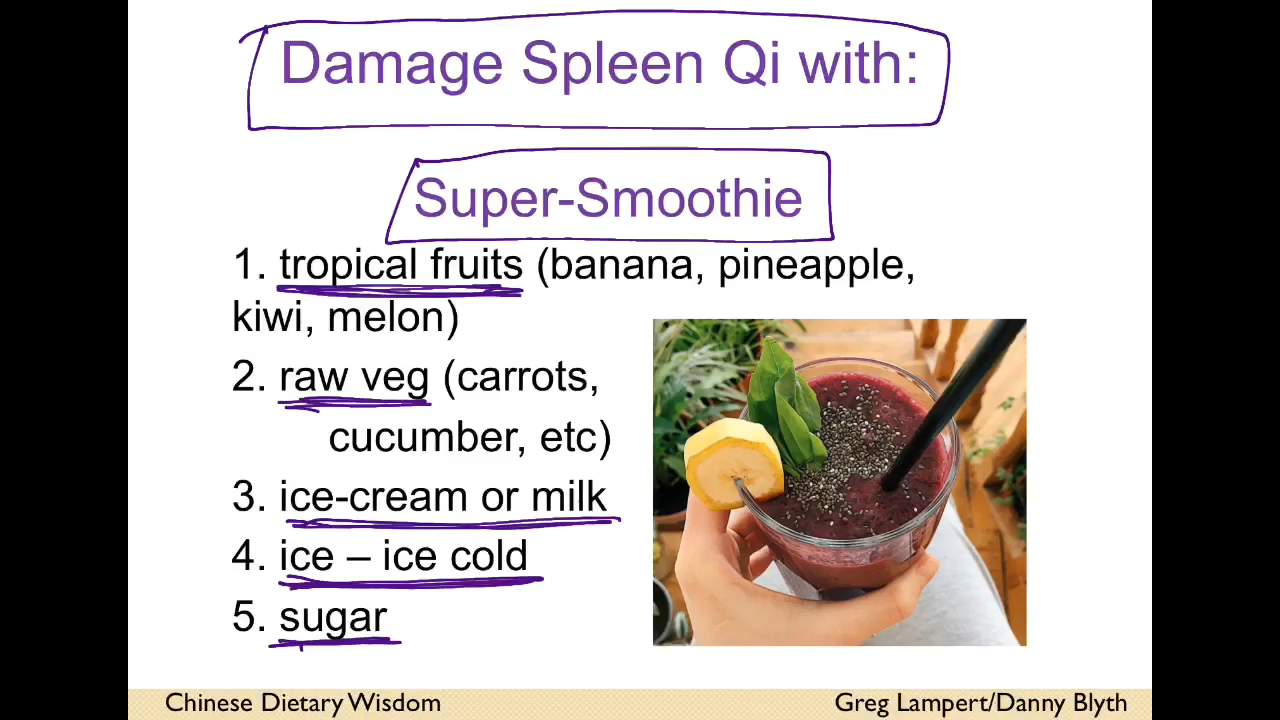 Damage Spleen Qi with:
Super-Smoothie
1. tropical fruits (banana, pineapple,
kiwi, melon)
2. raw veg (carrots,
cucumber, etc)
3. ice-cream or milk
4. ice – ice cold
5. sugar
Chinese Dietary Wisdom
Greg Lampert/Danny Blyth